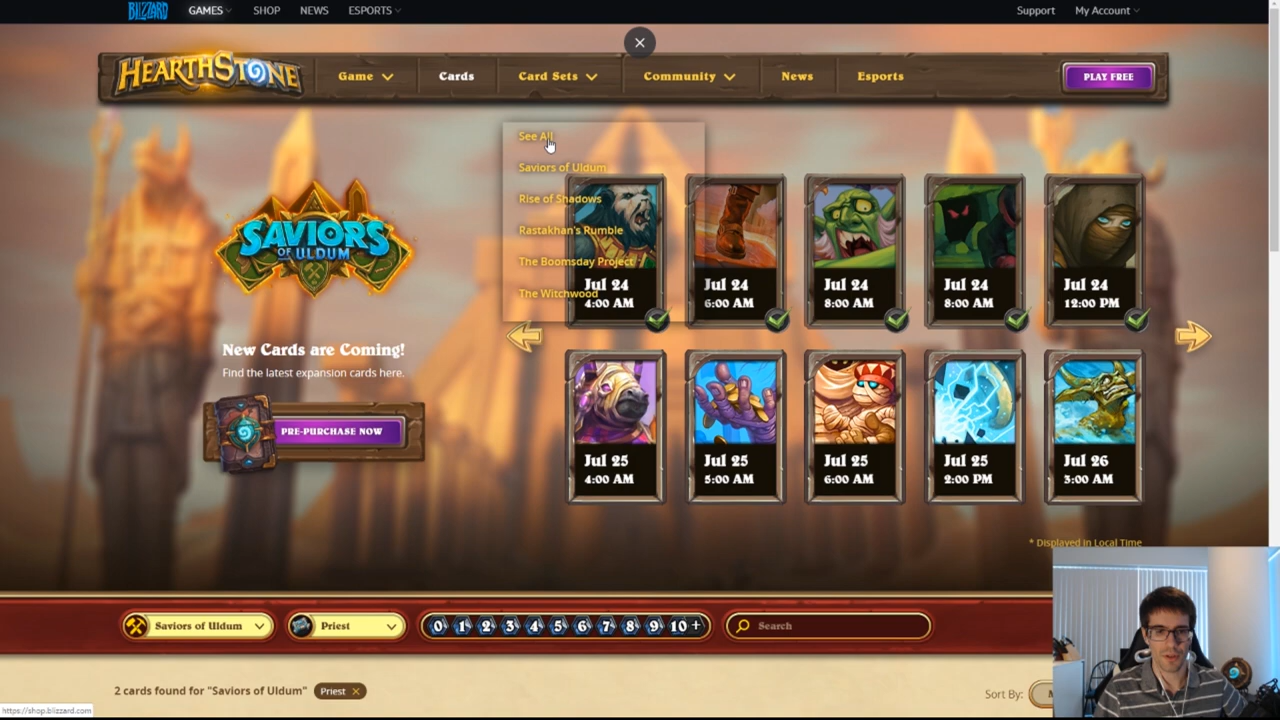 BLIZZARD GAMES SHOP NEWS ESPORTS Support My Account
HEARTHSTONE Game Cards Card Sets Community News Esports PLAY FREE
See All
Saviors of Uldum
Rise of Shadows
Rastakhan's Rumble
The Boomsday Project
The Witchwood
SAVIORS
OF ULDUM
New Cards are Coming!
Find the latest expansion cards here.
PRE-PURCHASE NOW
Jul 24 Jul 24 Jul 24 Jul 24 Jul 24
4:00 AM 6:00 AM 8:00 AM 8:00 AM 12:00 PM
Jul 25 Jul 25 Jul 25 Jul 25 Jul 26
4:00 AM 5:00 AM 6:00 AM 2:00 PM 3:00 AM
* Displayed in Local Time
Saviors of Uldum Priest 0 1 2 3 4 5 6 7 8 9 10+ Search
2 cards found for "Saviors of Uldum" Priest × Sort By:
https://shop.blizzard.com